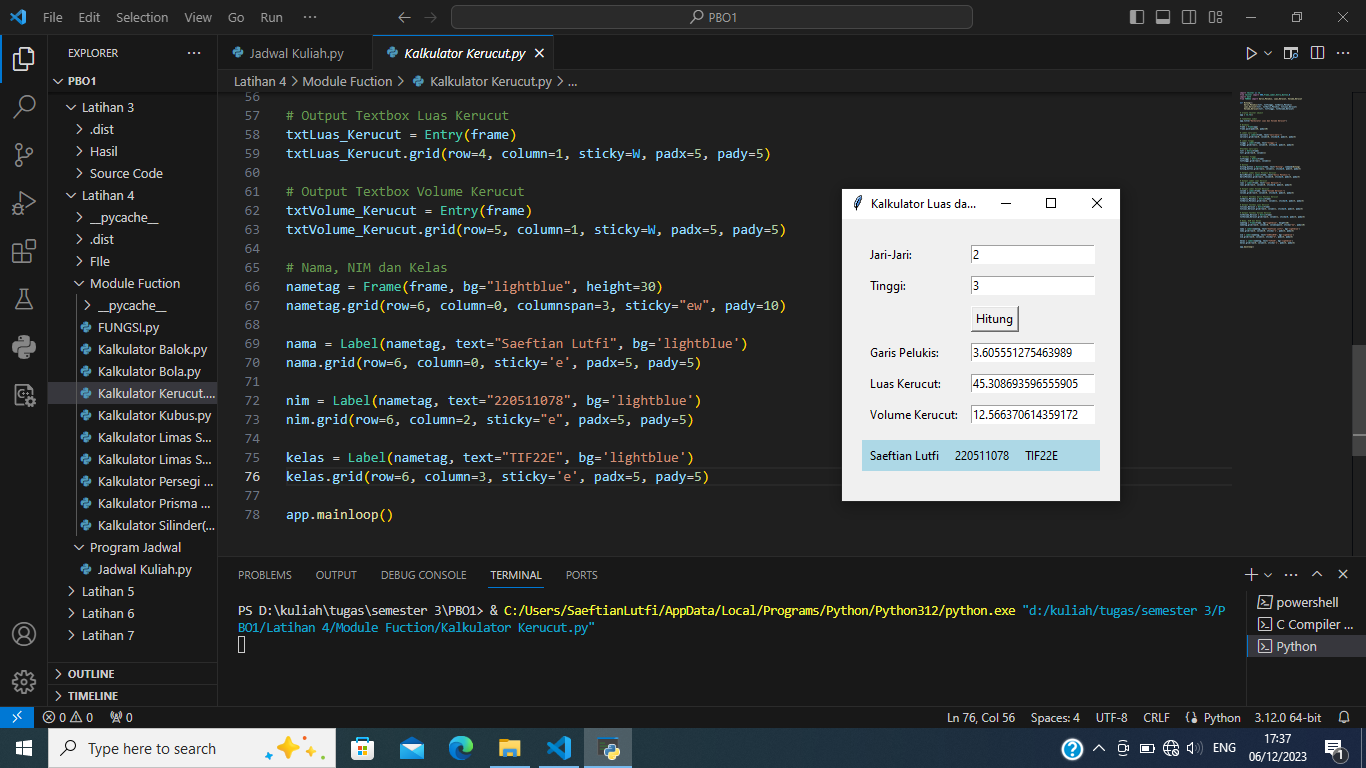 File Edit Selection View Go Run ··· PBO1
EXPLORER ···
PBO1
Latihan 3
.dist
Hasil
Source Code
Latihan 4
__pycache__
.dist
FIle
Module Fuction
__pycache__
FUNGSI.py
Kalkulator Balok.py
Kalkulator Bola.py
Kalkulator Kerucut....
Kalkulator Kubus.py
Kalkulator Limas S...
Kalkulator Limas S...
Kalkulator Persegi ...
Kalkulator Prisma ...
Kalkulator Silinder(...
Program Jadwal
Jadwal Kuliah.py
Latihan 5
Latihan 6
Latihan 7
OUTLINE
TIMELINE
Jadwal Kuliah.py Kalkulator Kerucut.py
Latihan 4 > Module Fuction > Kalkulator Kerucut.py > ...
56
57 # Output Textbox Luas Kerucut
58 txtLuas_Kerucut = Entry(frame)
59 txtLuas_Kerucut.grid(row=4, column=1, sticky=W, padx=5, pady=5)
60
61 # Output Textbox Volume Kerucut
62 txtVolume_Kerucut = Entry(frame)
63 txtVolume_Kerucut.grid(row=5, column=1, sticky=W, padx=5, pady=5)
64
65 # Nama, NIM dan Kelas
66 nametag = Frame(frame, bg="lightblue", height=30)
67 nametag.grid(row=6, column=0, columnspan=3, sticky="ew", pady=10)
68
69 nama = Label(nametag, text="Saeftian Lutfi", bg='lightblue')
70 nama.grid(row=6, column=0, sticky='e', padx=5, pady=5)
71
72 nim = Label(nametag, text="220511078", bg='lightblue')
73 nim.grid(row=6, column=2, sticky="e", padx=5, pady=5)
74
75 kelas = Label(nametag, text="TIF22E", bg='lightblue')
76 kelas.grid(row=6, column=3, sticky='e', padx=5, pady=5)
77
78 app.mainloop()
Kalkulator Luas da...
Jari-Jari: 2
Tinggi: 3
Hitung
Garis Pelukis: 3.605551275463989
Luas Kerucut: 45.308693596555905
Volume Kerucut: 12.566370614359172
Saeftian Lutfi 220511078 TIF22E
PROBLEMS OUTPUT DEBUG CONSOLE TERMINAL PORTS
PS D:\kuliah\tugas\semester 3\PBO1> & C:/Users/SaeftianLutfi/AppData/Local/Programs/Python/Python312/python.exe "d:/kuliah/tugas/semester 3/P
BO1/Latihan 4/Module Fuction/Kalkulator Kerucut.py"
powershell
C Compiler ...
Python
0 0 0 Ln 76, Col 56 Spaces: 4 UTF-8 CRLF Python 3.12.0 64-bit
Type here to search
ENG
17:37
06/12/2023
1